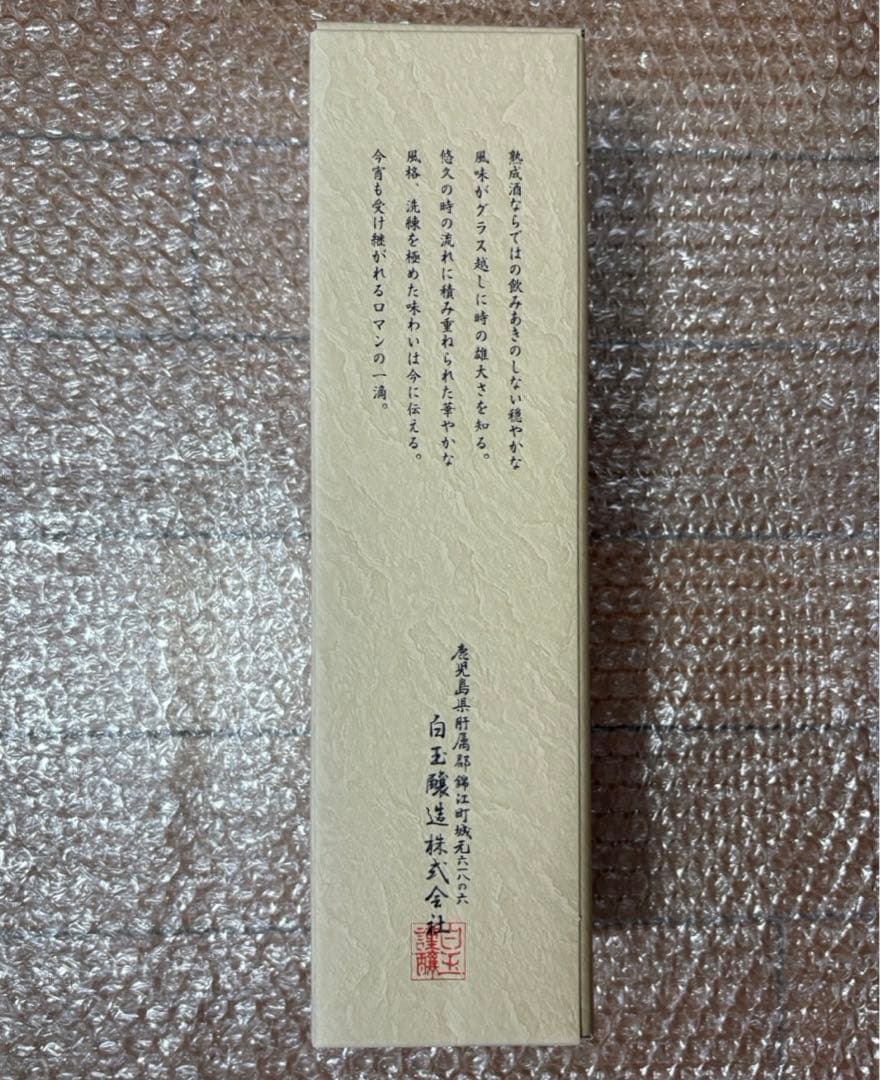 熟成酒ならではの飲みあきのしない穏やかな
風味がグラス越しに時の雄大さを知る。
悠久の時の流れに積み重ねられた華やかな
風格、洗練を極めた味わいは今に伝える。
今宵も受け継がれるロマンの一滴。
鹿児島県肝属郡錦江町城元六一八の六
白玉醸造株式会社
白玉
謹醸